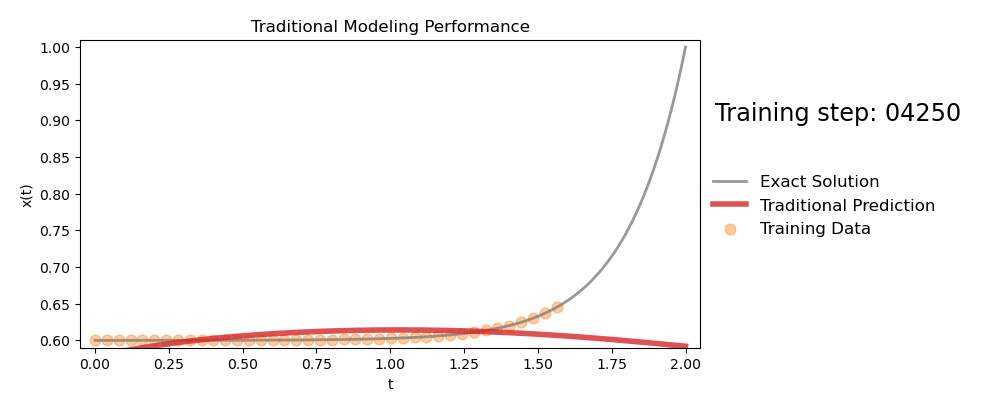 Traditional Modeling Performance
1.00
0.95
0.90
0.85
0.80
0.75
0.70
0.65
0.60
x(t)
0.00 0.25 0.50 0.75 1.00 1.25 1.50 1.75 2.00
t
Training step: 04250
Exact Solution
Traditional Prediction
Training Data